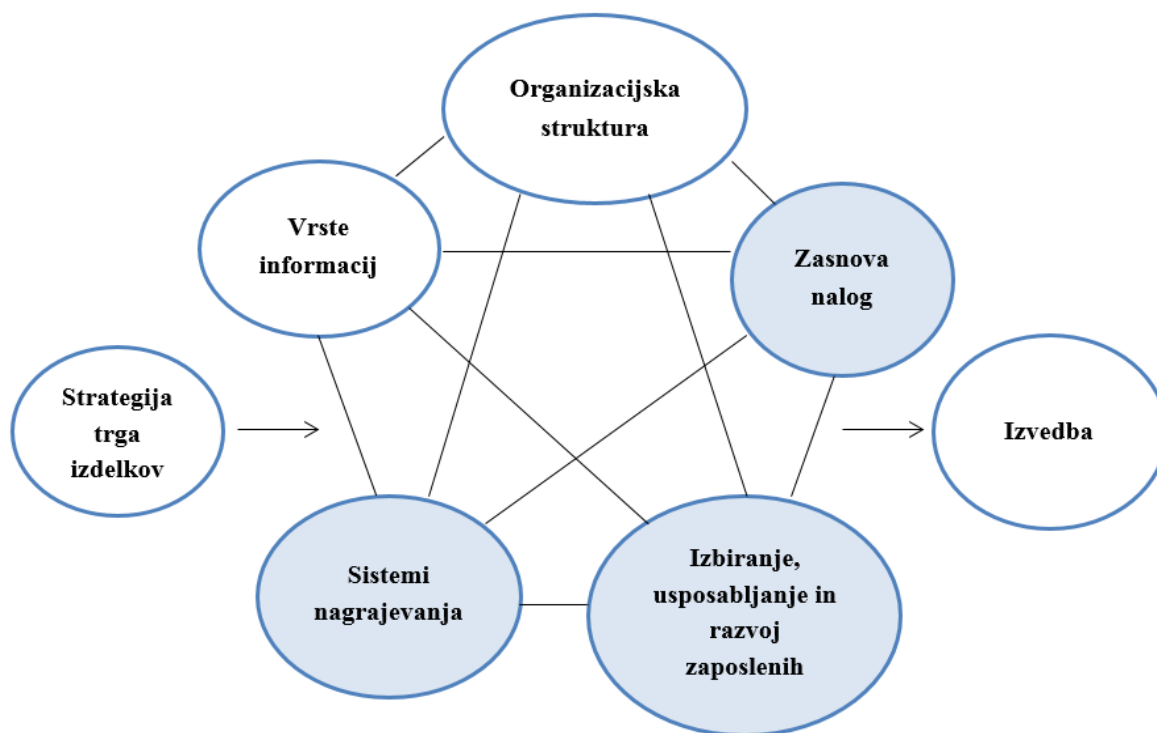 Organizacijska
struktura
Vrste
informacij
Zasnova
nalog
Strategija
trga
izdelkov
Izvedba
Sistemi
nagrajevanja
Izbiranje,
usposabljanje in
razvoj
zaposlenih